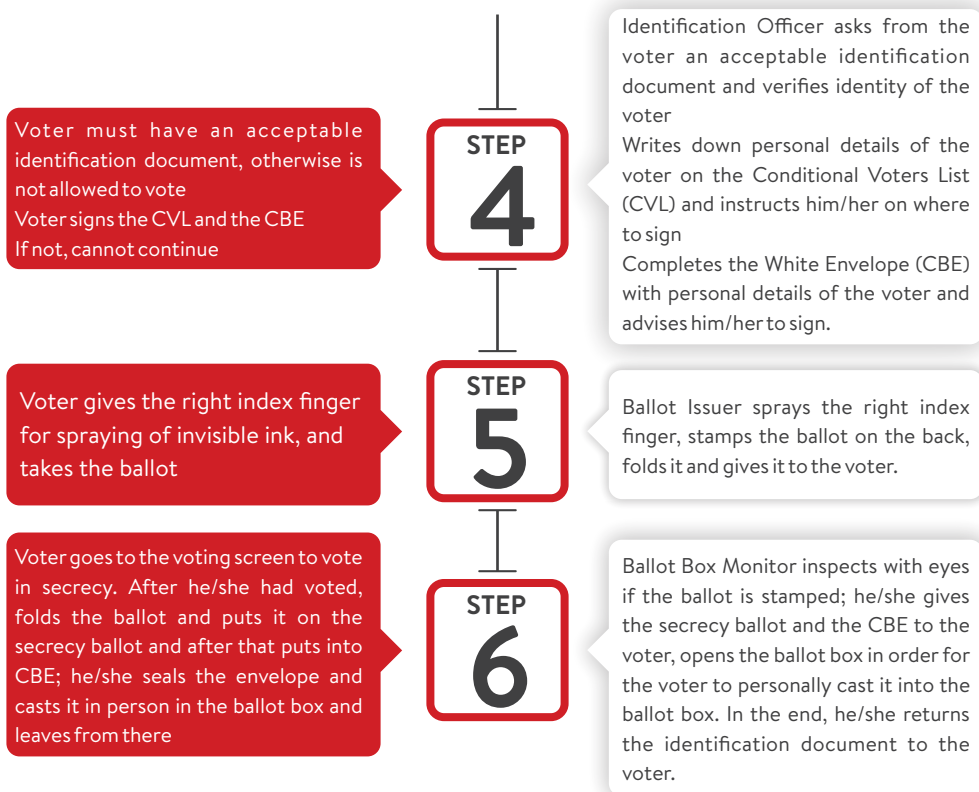 Voter must have an acceptable
identification document, otherwise is
not allowed to vote
Voter signs the CVL and the CBE
If not, cannot continue
STEP
4
Identification Officer asks from the
voter an acceptable identification
document and verifies identity of the
voter
Writes down personal details of the
voter on the Conditional Voters List
(CVL) and instructs him/her on where
to sign
Completes the White Envelope (CBE)
with personal details of the voter and
advises him/her to sign.
Voter gives the right index finger
for spraying of invisible ink, and
takes the ballot
STEP
5
Ballot Issuer sprays the right index
finger, stamps the ballot on the back,
folds it and gives it to the voter.
Voter goes to the voting screen to vote
in secrecy. After he/she had voted,
folds the ballot and puts it on the
secrecy ballot and after that puts into
CBE; he/she seals the envelope and
casts it in person in the ballot box and
leaves from there
STEP
6
Ballot Box Monitor inspects with eyes
if the ballot is stamped; he/she gives
the secrecy ballot and the CBE to the
voter, opens the ballot box in order for
the voter to personally cast it into the
ballot box. In the end, he/she returns
the identification document to the
voter.